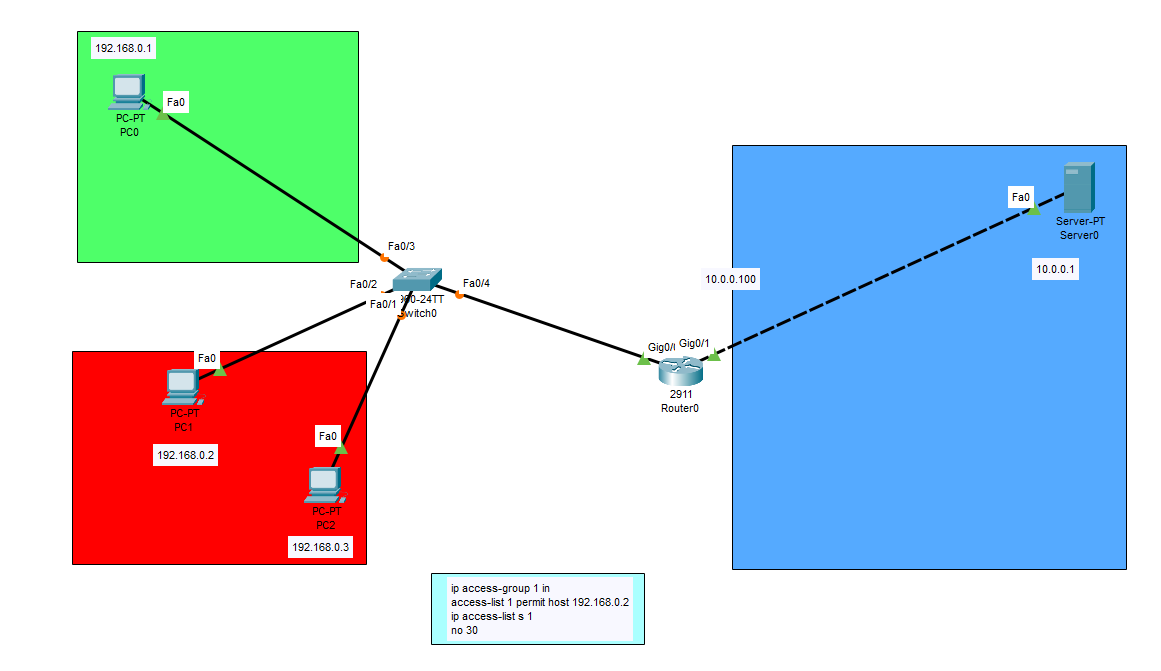 192.168.0.1
Fa0
PC-PT
PC0
Fa0/3
Fa0/2
Fa0/4
Fa0/1
0-24TT
witch0
Fa0
PC-PT
PC1
192.168.0.2
Fa0
PC-PT
PC2
192.168.0.3
Gig0/
Gig0/1
2911
Router0
10.0.0.100
Fa0
Server-PT
Server0
10.0.0.1
ip access-group 1 in
access-list 1 permit host 192.168.0.2
ip access-list s 1
no 30